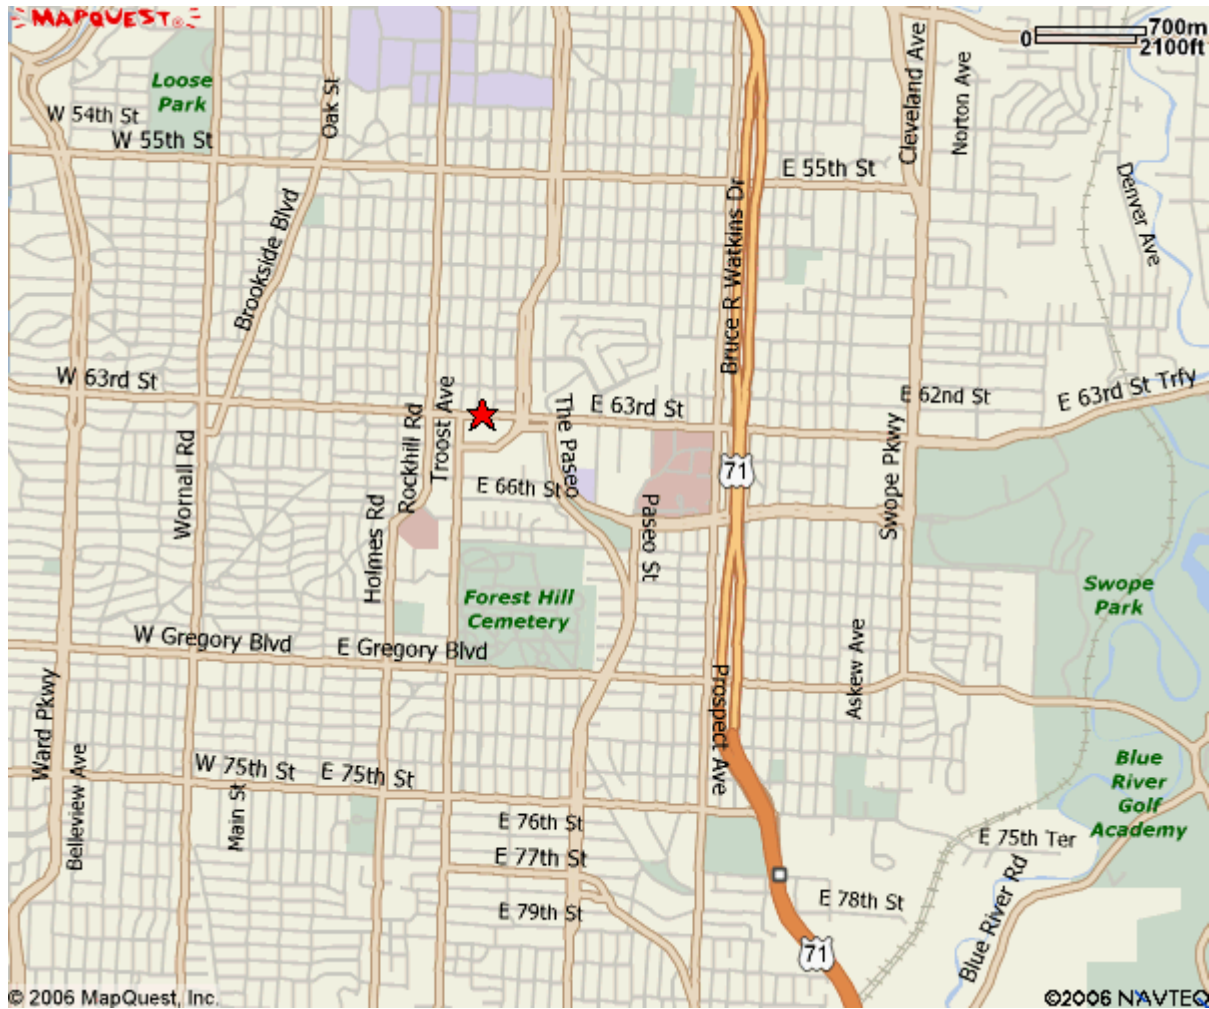 MAPQUEST®
0
700m
2100ft
Loose
Park
W 54th St
W 55th St
Oak St
Cleveland Ave
Norton Ave
E 55th St
Denver Ave
Brookside Blvd
Bruce R Watkins Dr
W 63rd St
E 63rd St
E 62nd St
E 63rd St Trfy
Wornall Rd
Rockhill Rd
Troost Ave
The Paseo
Swope Pkwy
71
E 66th St
Holmes Rd
Paseo St
Forest Hill
Cemetery
Swope
Park
W Gregory Blvd
E Gregory Blvd
Askew Ave
Prospect Ave
Ward Pkwy
Belleview Ave
W 75th St
E 75th St
Main St
Blue
River
Golf
Academy
E 76th St
E 75th Ter
E 77th St
E 78th St
E 79th St
Blue River Rd
71
© 2006 MapQuest, Inc.
©2006 NAVTEQ